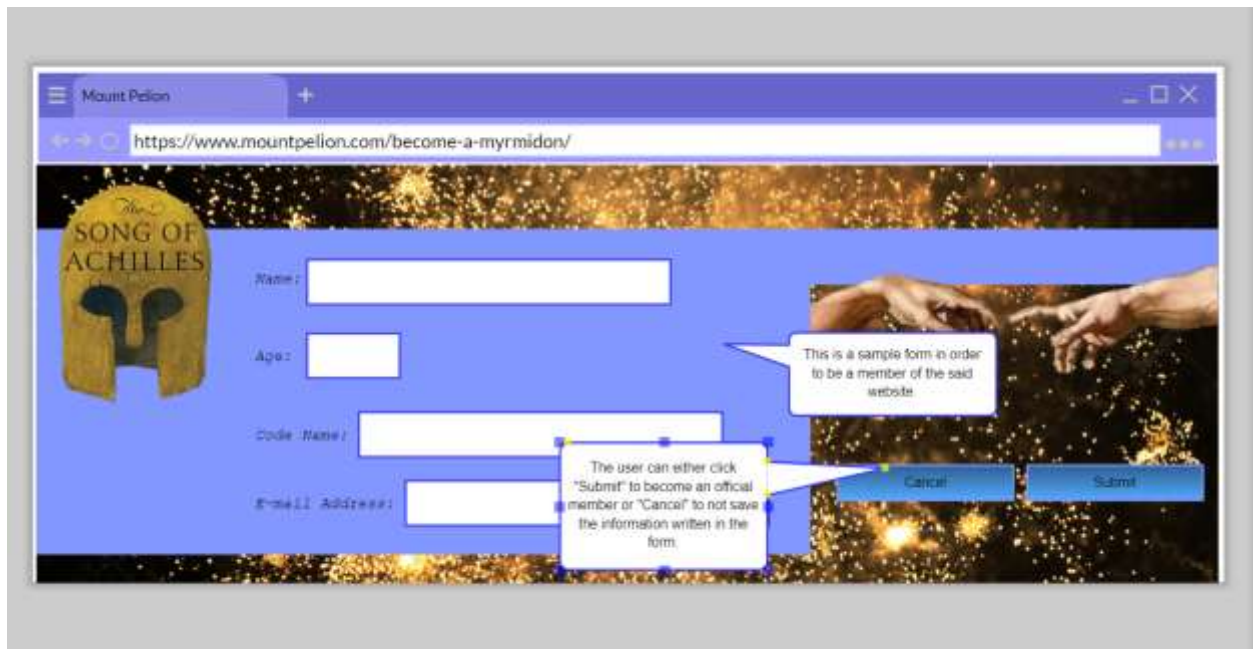 Mount Pelion
https://www.mountpelion.com/become-a-myrmidon/
The
SONG OF
ACHILLES
Name:
Age:
This is a sample form in order
to be a member of the said
website.
Code Name:
The user can either click
"Submit" to become an official
member or "Cancel" to not save
the information written in the
form.
E-mail Address:
Cancel
Submit